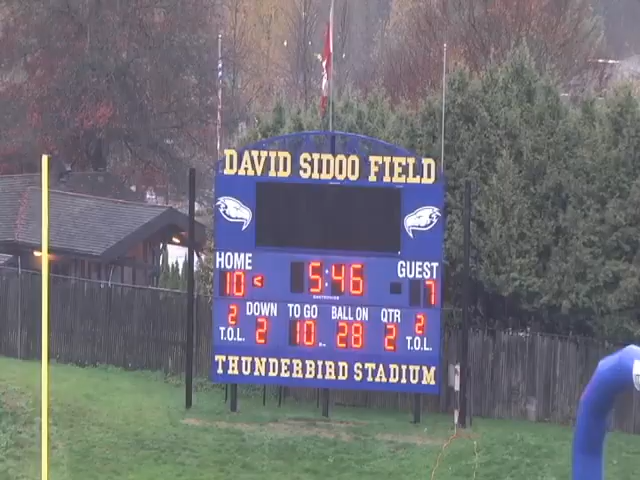 DAVID SIDOO FIELD
HOME
GUEST
10 < 5:46 7
DOWN TO GO BALL ON QTR
2 2 10 28 2 2
T.O.L. T.O.L.
THUNDERBIRD STADIUM